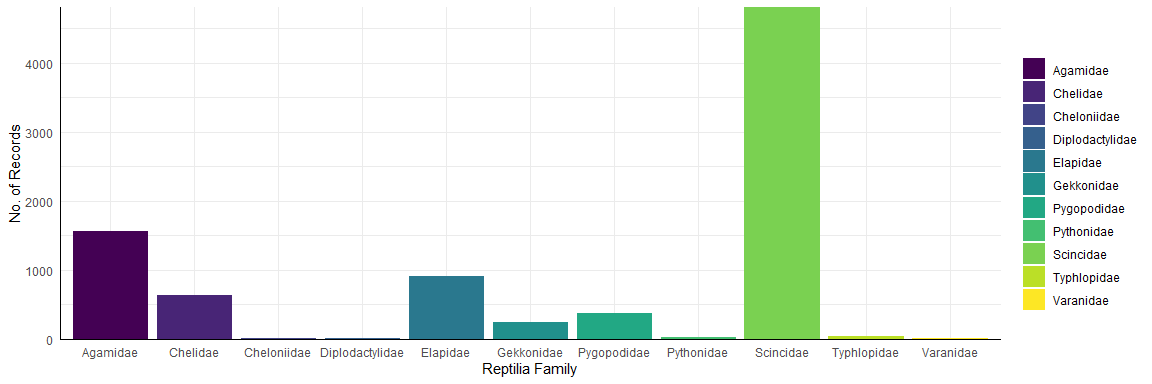 No. of Records
4000
3000
2000
1000
0
Agamidae Chelidae Cheloniidae Diplodactylidae Elapidae Gekkonidae Pygopodidae Pythonidae Scincidae Typhlopidae Varanidae
Reptilia Family
Agamidae
Chelidae
Cheloniidae
Diplodactylidae
Elapidae
Gekkonidae
Pygopodidae
Pythonidae
Scincidae
Typhlopidae
Varanidae